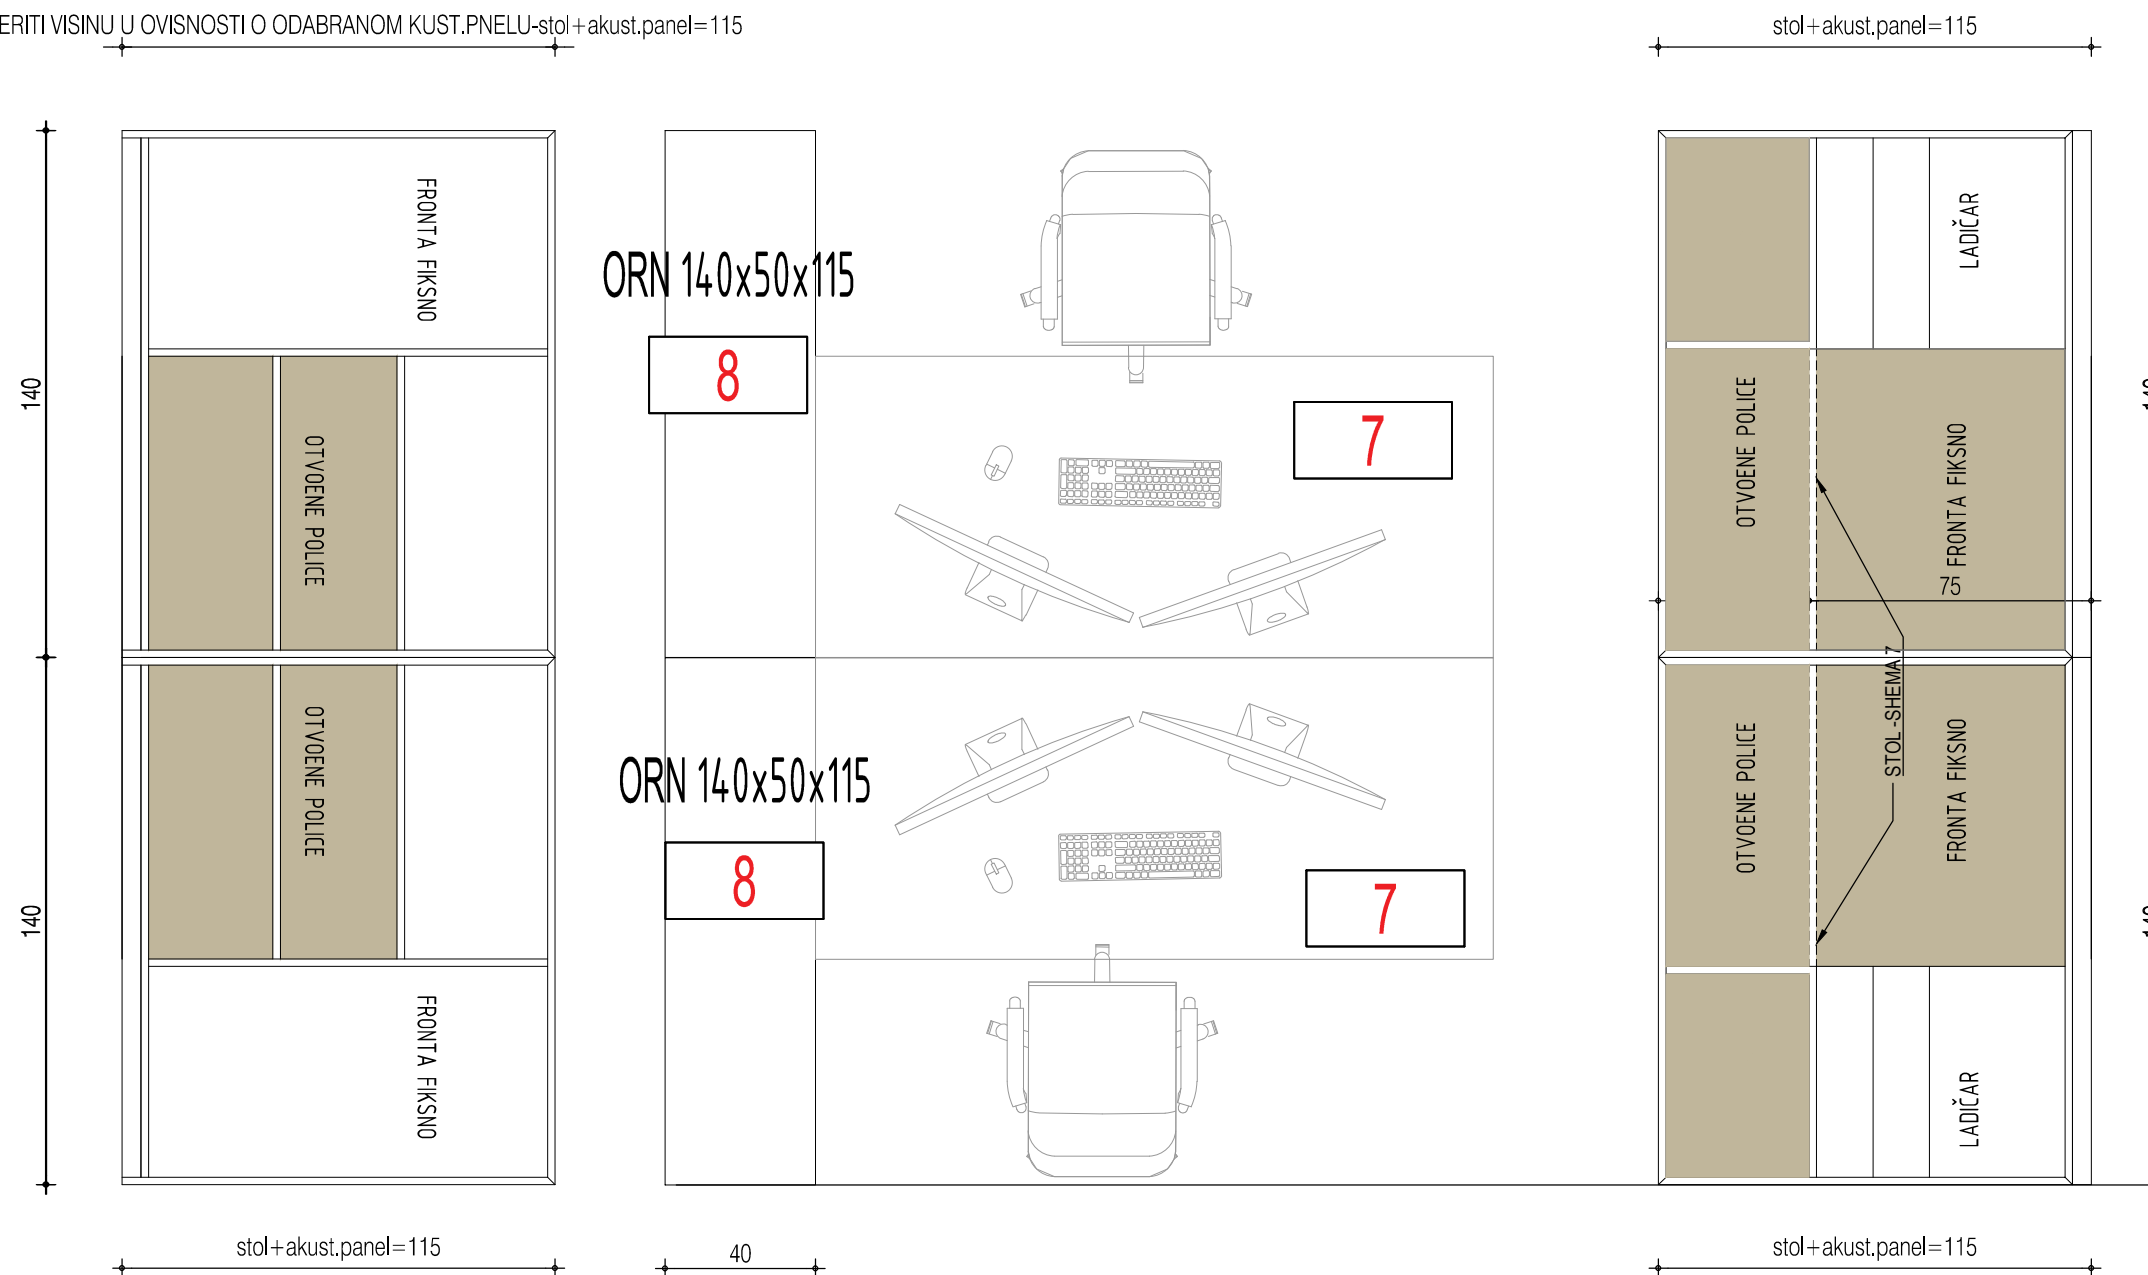 ERITI VISINU U OVISNOSTI O ODABRANOM KUST.PNELU-stol+akust.panel=115
stol+akust.panel=115
FRONTA FIKSNO
LADIČAR
ORN 140x50x115
8
7
140
OTVOENE POLICE
OTVOENE POLICE
FRONTA FIKSNO
140
75
STOL-SHEMA 7
OTVOENE POLICE
OTVOENE POLICE
FRONTA FIKSNO
ORN 140x50x115
8
7
140
140
FRONTA FIKSNO
LADIČAR
stol+akust.panel=115
40
stol+akust.panel=115